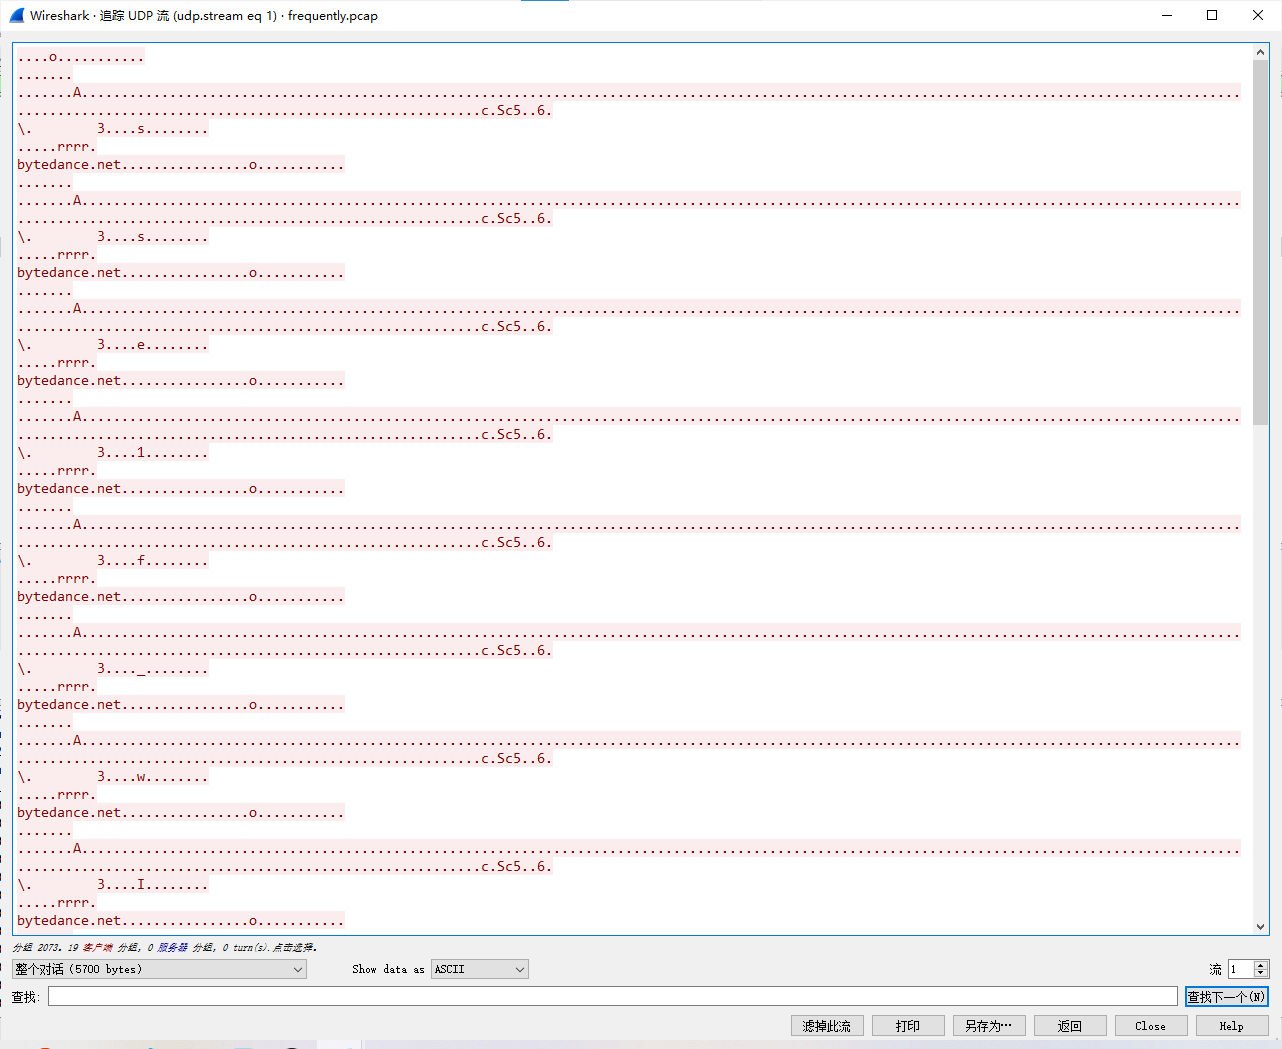 Wireshark · 追踪 UDP 流 (udp.stream eq 1) · frequently.pcap
....o...........
.......
.......A.................................................................................................................................................
..........................................................c.Sc5..6.
\.        3....s........
.....rrrr.
bytedance.net................o...........
.......
.......A.................................................................................................................................................
..........................................................c.Sc5..6.
\.        3....s........
.....rrrr.
bytedance.net................o...........
.......
.......A.................................................................................................................................................
..........................................................c.Sc5..6.
\.        3....e........
.....rrrr.
bytedance.net................o...........
.......
.......A.................................................................................................................................................
..........................................................c.Sc5..6.
\.        3....1........
.....rrrr.
bytedance.net................o...........
.......
.......A.................................................................................................................................................
..........................................................c.Sc5..6.
\.        3....f........
.....rrrr.
bytedance.net................o...........
.......
.......A.................................................................................................................................................
..........................................................c.Sc5..6.
\.        3...._........
.....rrrr.
bytedance.net................o...........
.......
.......A.................................................................................................................................................
..........................................................c.Sc5..6.
\.        3....w........
.....rrrr.
bytedance.net................o...........
.......
.......A.................................................................................................................................................
..........................................................c.Sc5..6.
\.        3....I........
.....rrrr.
bytedance.net................o...........
分组 2073。19 客户端 分组, 0 服务器 分组, 0 turn(s).点击选择。
整个对话 (5700 bytes) Show data as ASCII 流 1
查找: 查找下一个(N)
滤掉此流 打印 另存为… 返回 Close Help